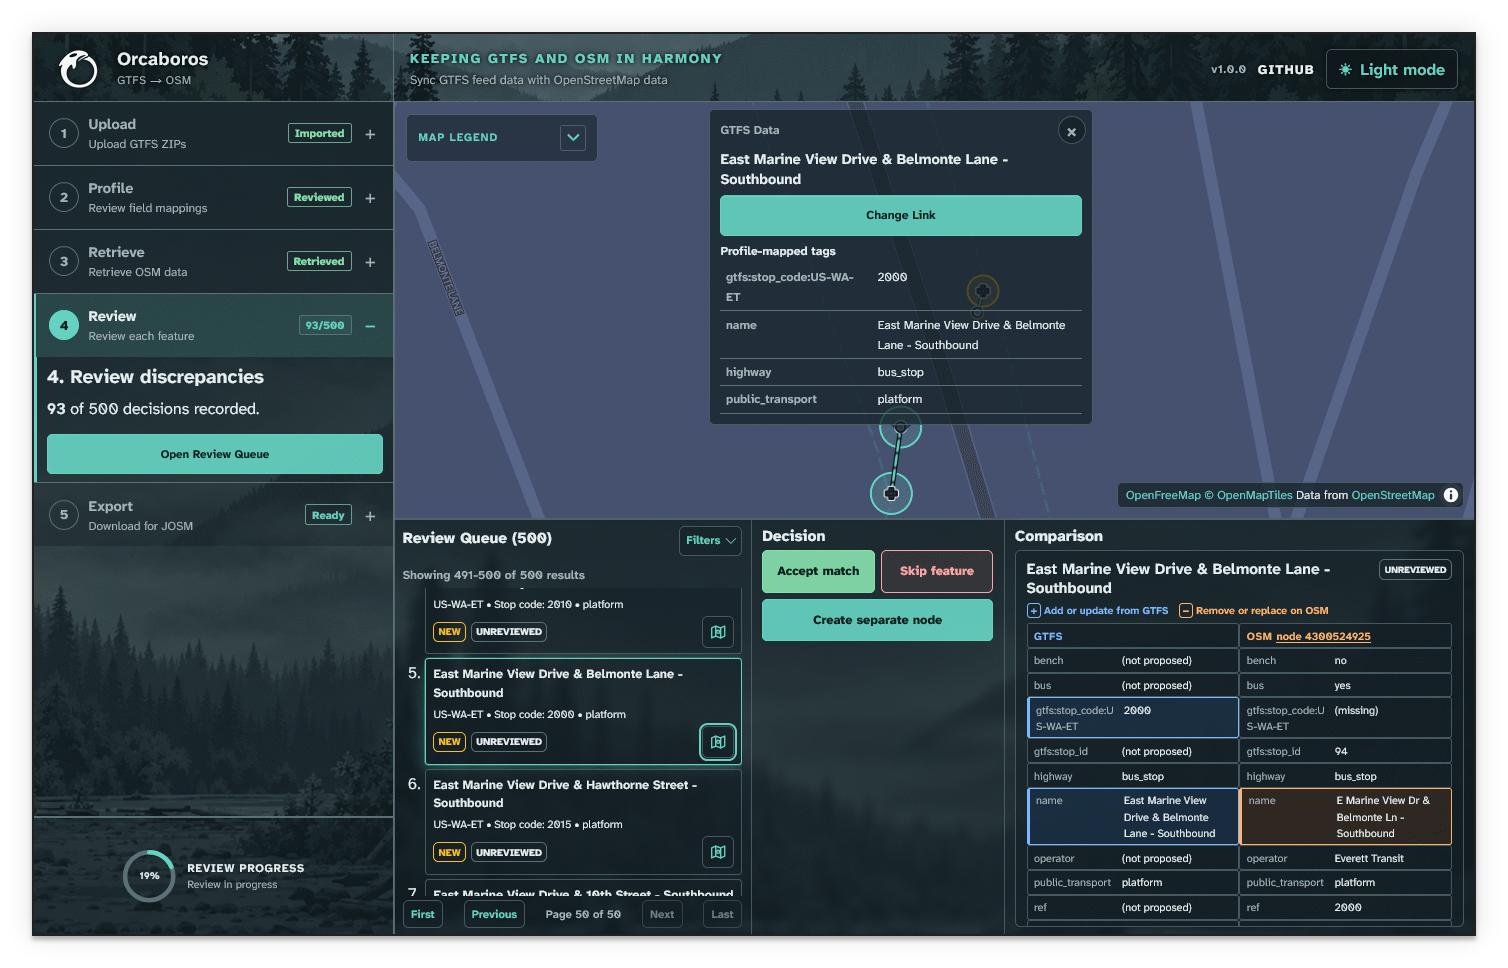 Orcaboros
GTFS → OSM
KEEPING GTFS AND OSM IN HARMONY
Sync GTFS feed data with OpenStreetMap data
v1.0.0
GITHUB
Light mode
1
Upload
Upload GTFS ZIPs
Imported
2
Profile
Review field mappings
Reviewed
3
Retrieve
Retrieve OSM data
Retrieved
4
Review
Review each feature
93/500
4. Review discrepancies
93 of 500 decisions recorded.
Open Review Queue
5
Export
Download for JOSM
Ready
19%
REVIEW PROGRESS
Review in progress
MAP LEGEND
BELMONTE LANE
GTFS Data
East Marine View Drive & Belmonte Lane -
Southbound
Change Link
Profile-mapped tags
gtfs:stop_code:US-WA-
ET
2000
name
East Marine View Drive & Belmonte
Lane - Southbound
highway
bus_stop
public_transport
platform
OpenFreeMap © OpenMapTiles Data from OpenStreetMap
Review Queue (500)
Filters
Showing 491-500 of 500 results
US-WA-ET • Stop code: 2010 • platform
NEW
UNREVIEWED
5.
East Marine View Drive & Belmonte Lane -
Southbound
US-WA-ET • Stop code: 2000 • platform
NEW
UNREVIEWED
6.
East Marine View Drive & Hawthorne Street -
Southbound
US-WA-ET • Stop code: 2015 • platform
NEW
UNREVIEWED
7.
East Marine View Drive & 10th Street - Southbound
First
Previous
Page 50 of 50
Next
Last
Decision
Accept match
Skip feature
Create separate node
Comparison
East Marine View Drive & Belmonte Lane -
Southbound
UNREVIEWED
+ Add or update from GTFS
− Remove or replace on OSM
GTFS
OSM node 4300524925
bench (not proposed)
bench no
bus (not proposed)
bus yes
gtfs:stop_code:U
S-WA-ET
2000
gtfs:stop_code:U
S-WA-ET
(missing)
gtfs:stop_id (not proposed)
gtfs:stop_id 94
highway bus_stop
highway bus_stop
name
East Marine View
Drive & Belmonte
Lane - Southbound
name
E Marine View Dr &
Belmonte Ln -
Southbound
operator (not proposed)
operator Everett Transit
public_transport platform
public_transport platform
ref (not proposed)
ref 2000